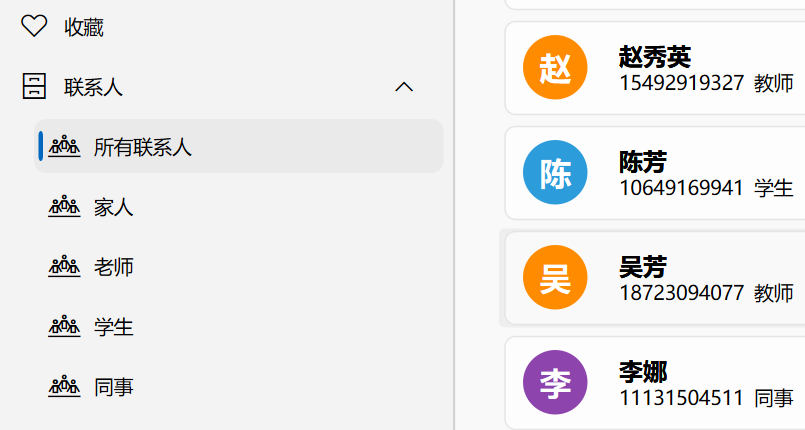 收藏
联系人
所有联系人
家人
老师
学生
同事
赵
赵秀英
15492919327 教师
陈
陈芳
10649169941 学生
吴
吴芳
18723094077 教师
李
李娜
11131504511 同事